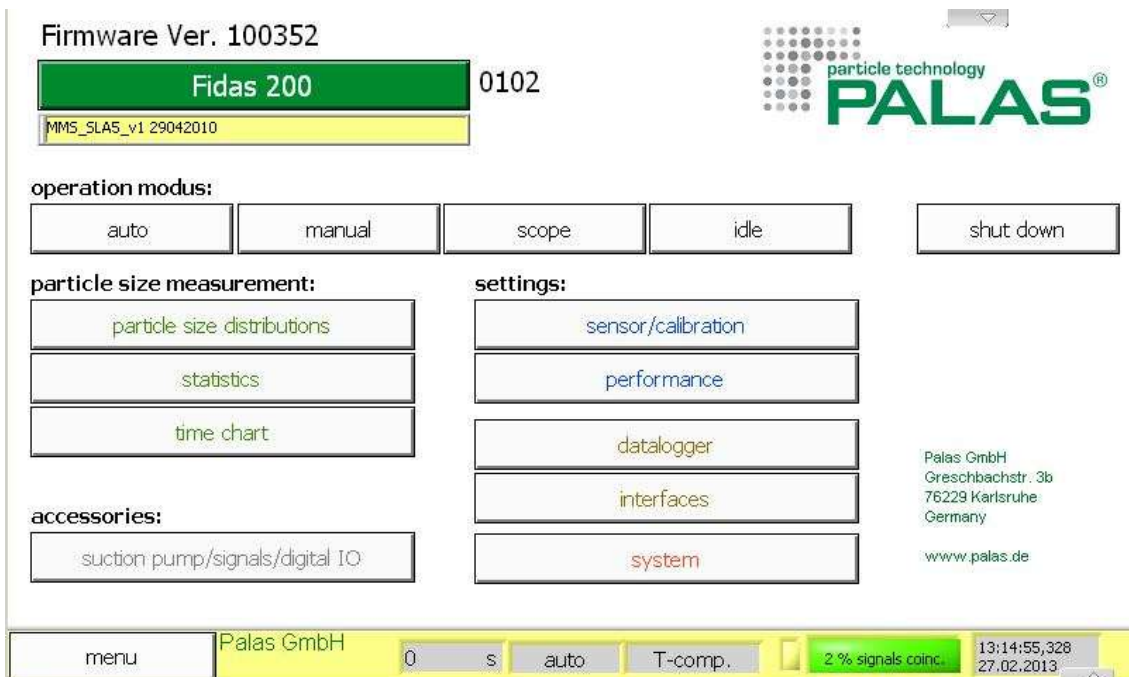 Firmware Ver. 100352
Fidas 200
0102
MMS_SLA5_v1 29042010
particle technology
PALAS®
operation modus:
auto
manual
scope
idle
shut down
particle size measurement:
settings:
particle size distributions
sensor/calibration
statistics
performance
time chart
datalogger
interfaces
accessories:
suction pump/signals/digital IO
system
Palas GmbH
Greschbachstr. 3b
76229 Karlsruhe
Germany
www.palas.de
menu
Palas GmbH
0 s
auto
T-comp.
2 % signals coinc.
13:14:55,328
27.02.2013